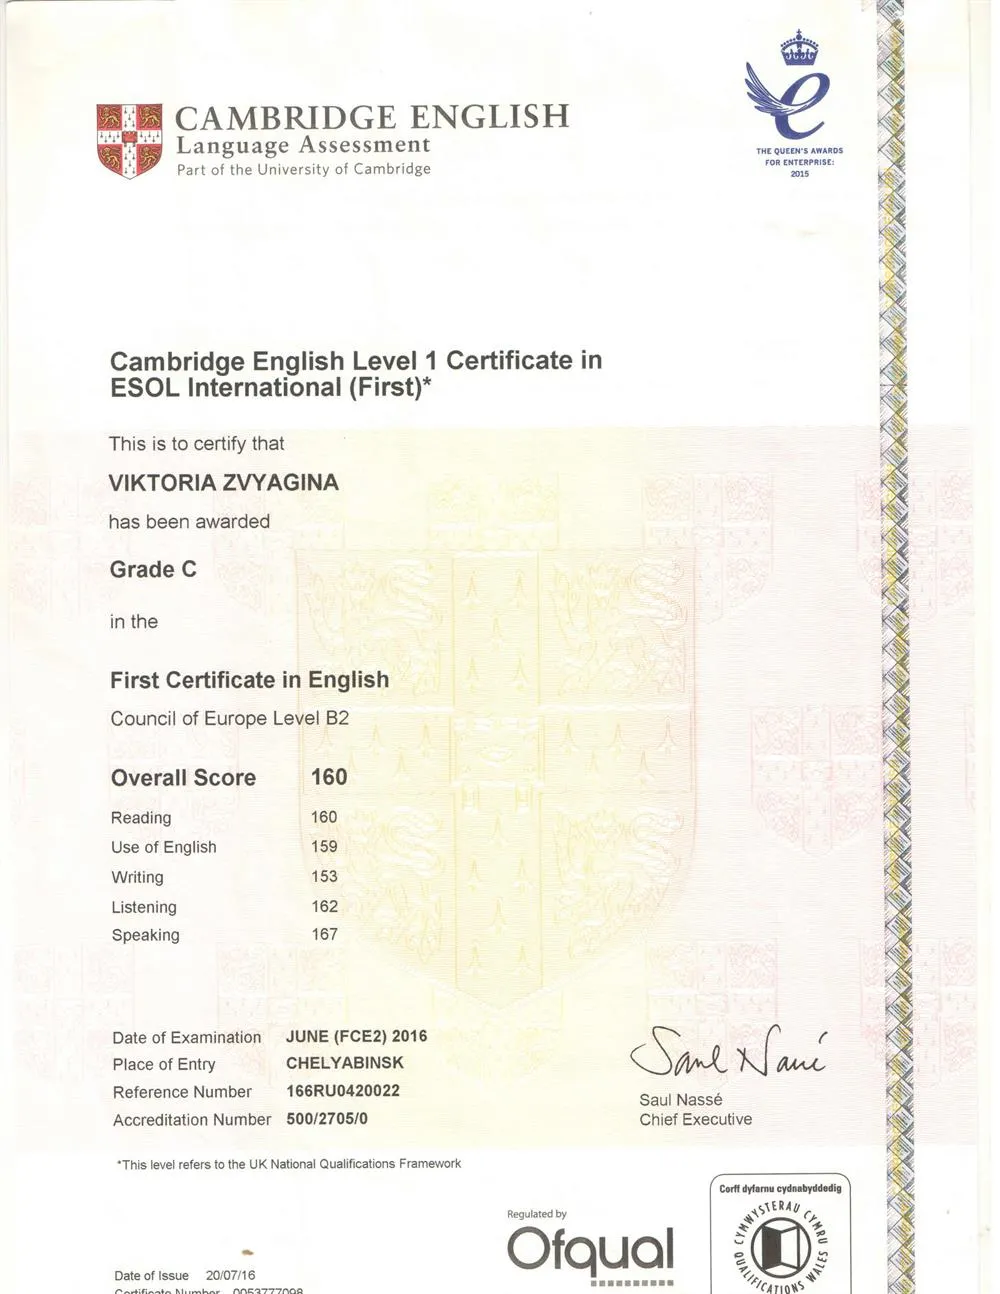 CAMBRIDGE ENGLISH
Language Assessment
Part of the University of Cambridge
THE QUEEN'S AWARDS
FOR ENTERPRISE:
2015
Cambridge English Level 1 Certificate in
ESOL International (First)*
This is to certify that
VIKTORIA ZVYAGINA
has been awarded
Grade C
in the
First Certificate in English
Council of Europe Level B2
Overall Score 160
Reading 160
Use of English 159
Writing 153
Listening 162
Speaking 167
Date of Examination JUNE (FCE2) 2016
Place of Entry CHELYABINSK
Reference Number 166RU0420022
Accreditation Number 500/2705/0
Saul Nassé
Saul Nassé
Chief Executive
*This level refers to the UK National Qualifications Framework
Regulated by
Ofqual
Corff dyfarnu cydnabyddedig
CYMWYSTERAU CYMRU
QUALIFICATIONS WALES
Date of Issue 20/07/16
Certificate Number 0053777098